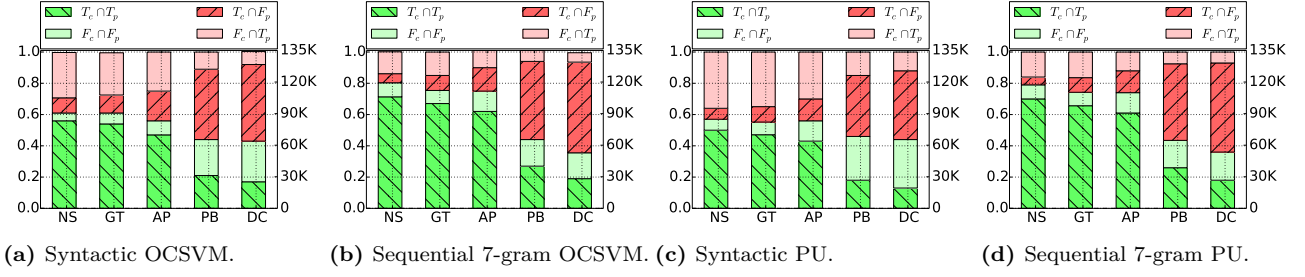 T_c ∩ T_p T_c ∩ F_p
F_c ∩ F_p F_c ∩ T_p
1.0 135K
0.8 120K
0.6 90K
0.4 60K
0.2 30K
0.0 0
NS GT AP PB DC
(a) Syntactic OCSVM.
T_c ∩ T_p T_c ∩ F_p
F_c ∩ F_p F_c ∩ T_p
1.0 135K
0.8 120K
0.6 90K
0.4 60K
0.2 30K
0.0 0
NS GT AP PB DC
(b) Sequential 7-gram OCSVM.
T_c ∩ T_p T_c ∩ F_p
F_c ∩ F_p F_c ∩ T_p
1.0 135K
0.8 120K
0.6 90K
0.4 60K
0.2 30K
0.0 0
NS GT AP PB DC
(c) Syntactic PU.
T_c ∩ T_p T_c ∩ F_p
F_c ∩ F_p F_c ∩ T_p
1.0 135K
0.8 120K
0.6 90K
0.4 60K
0.2 30K
0.0 0
NS GT AP PB DC
(d) Sequential 7-gram PU.